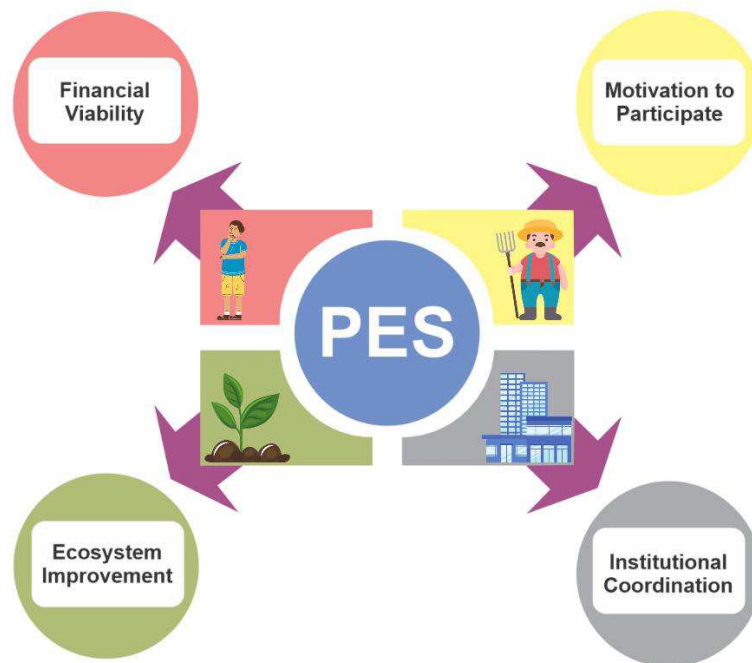 Financial
Viability
Motivation to
Participate
PES
Ecosystem
Improvement
Institutional
Coordination